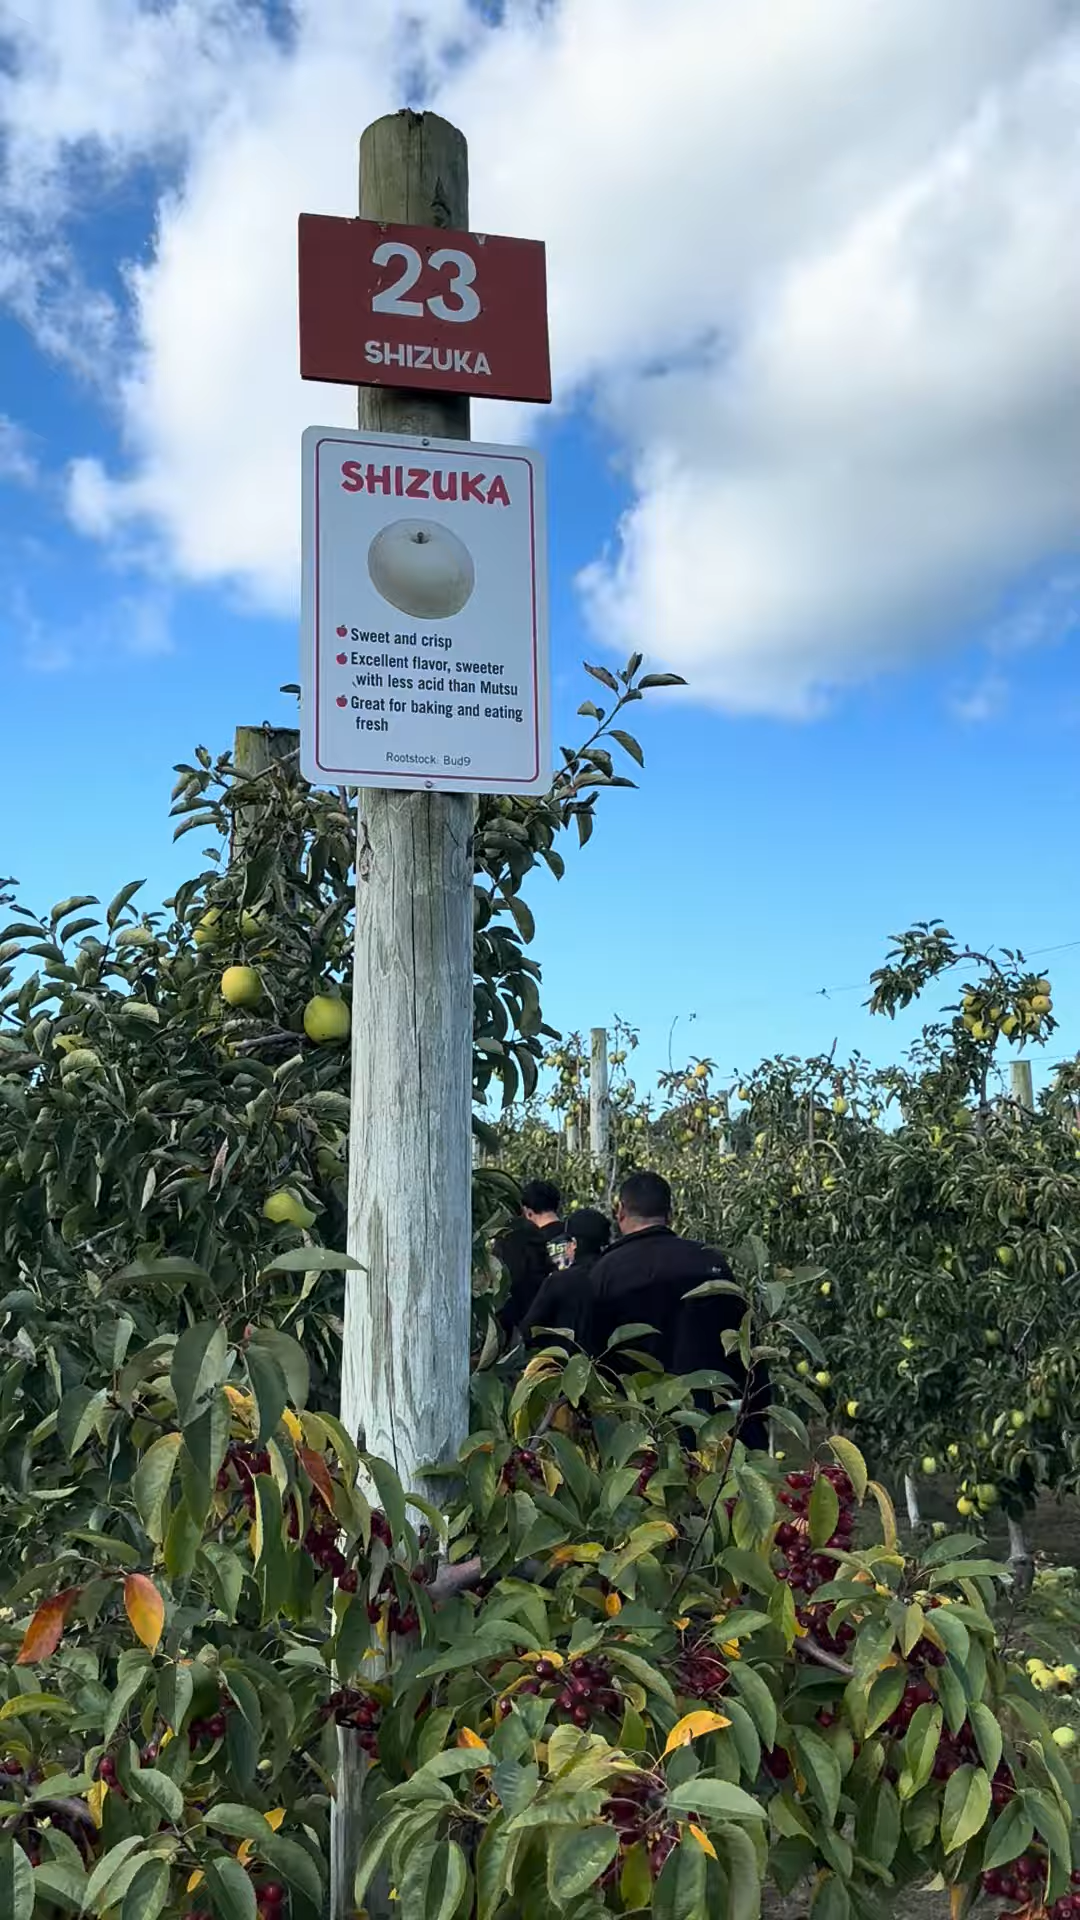 23
SHIZUKA
SHIZUKA
Sweet and crisp
Excellent flavor, sweeter
with less acid than Mutsu
Great for baking and eating
fresh
Rootstock: Bud9